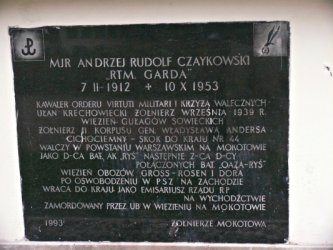 MJR ANDRZEJ RUDOLF CZAYKOWSKI
„RTM. GARDA"
7 II 1912 + 10 X 1953
KAWALER ORDERU VIRTUTI MILITARI I KRZYŻA WALECZNYCH
UŁAN KRECHOWIECKI ŻOŁNIERZ WRZEŚNIA 1939 R.
WIĘZIEŃ GUŁAGÓW SOWIECKICH
ŻOŁNIERZ II KORPUSU GEN. WŁADYSŁAWA ANDERSA
CICHOCIEMNY - SKOK DO KRAJU NR 44
WALCZY W POWSTANIU WARSZAWSKIM NA MOKOTOWIE
JAKO D-CA BAT. AK „RYŚ" NASTĘPNIE Z-CA D-CY
POŁĄCZONYCH BAT. „OAZA-RYŚ"
WIĘZIEŃ OBOZÓW GROSS-ROSEN I DORA
PO OSWOBODZENIU W PSZ NA ZACHODZIE
WRACA DO KRAJU JAKO EMISARIUSZ RZĄDU RP
NA WYCHODŹTWIE
ZAMORDOWANY PRZEZ UB W WIĘZIENIU NA MOKOTOWIE
1993 ŻOŁNIERZE MOKOTOWA